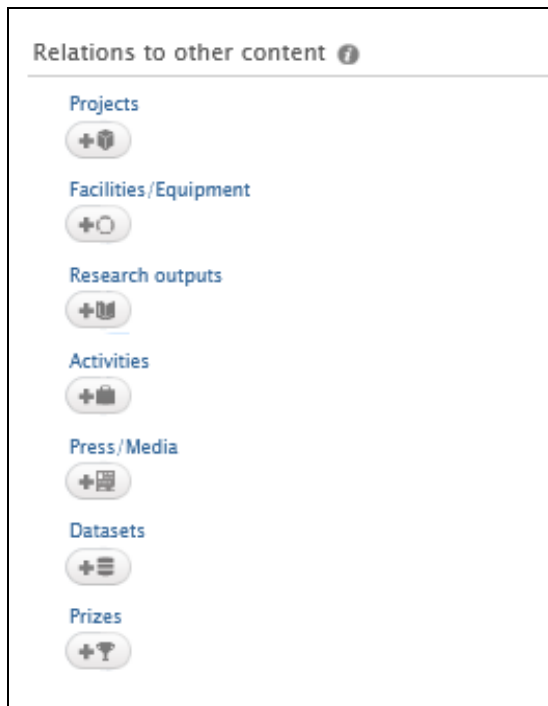 Relations to other content
Projects
Facilities/Equipment
Research outputs
Activities
Press/Media
Datasets
Prizes